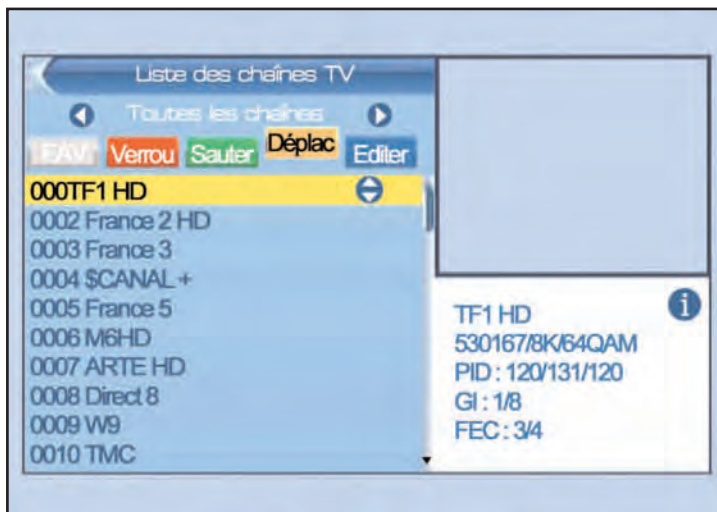 Liste des chaînes TV
Toutes les chaînes
FAV Verrou Sauter Déplac Editer
000TF1 HD
0002 France 2 HD
0003 France 3
0004 $CANAL +
0005 France 5
0006 M6HD
0007 ARTE HD
0008 Direct 8
0009 W9
0010 TMC
TF1 HD
530167/8K/64QAM
PID : 120/131/120
GI : 1/8
FEC : 3/4